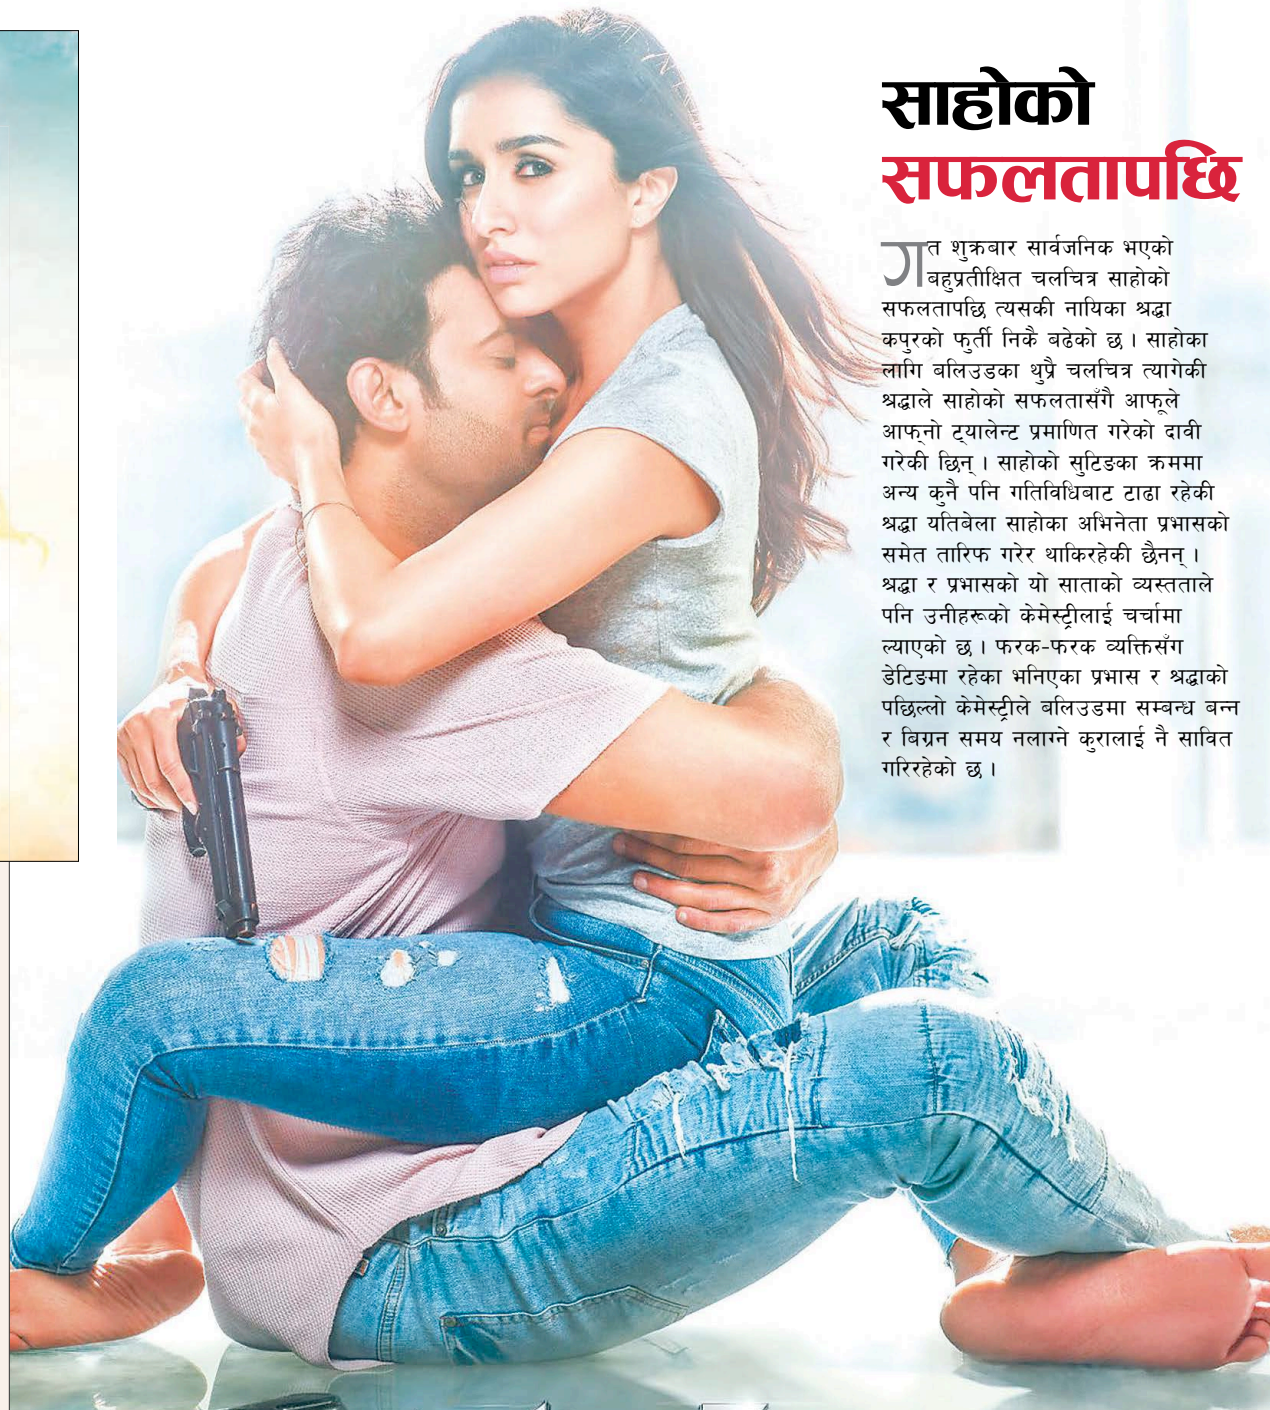 साहोको
सफलतापछि
गत शुक्रबार सार्वजनिक भएको
बहुप्रतीक्षित चलचित्र साहोको
सफलतापछि त्यसकी नायिका श्रद्धा
कपुरको फुर्ती निकै बढेको छ । साहोका
लागि बलिउडका थुप्रै चलचित्र त्यागेकी
श्रद्धाले साहोको सफलतासँगै आफूले
आफ्नो ट्यालेन्ट प्रमाणित गरेको दावी
गरेकी छिन् । साहोको सुटिङका क्रममा
अन्य कुनै पनि गतिविधिबाट टाढा रहेकी
श्रद्धा यतिबेला साहोका अभिनेता प्रभासको
समेत तारिफ गरेर थाकिरहेकी छैनन् ।
श्रद्धा र प्रभासको यो साताको व्यस्तताले
पनि उनीहरूको केमेस्ट्रीलाई चर्चामा
ल्याएको छ । फरक-फरक व्यक्तिसँग
डेटिङमा रहेका भनिएका प्रभास र श्रद्धाको
पछिल्लो केमेस्ट्रीले बलिउडमा सम्बन्ध बन्न
र बिग्रन समय नलाग्ने कुरालाई नै सावित
गरिरहेको छ ।